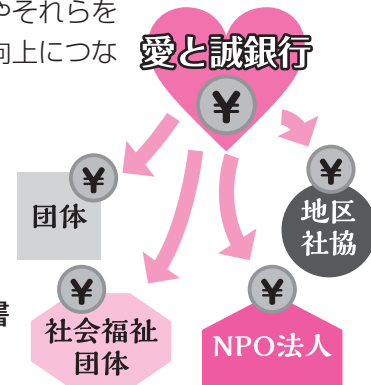 やそれらを
向上につな
愛と誠銀行
¥
¥
団体
¥
地区
社協
¥
書
社会福祉
団体
¥
NPO法人